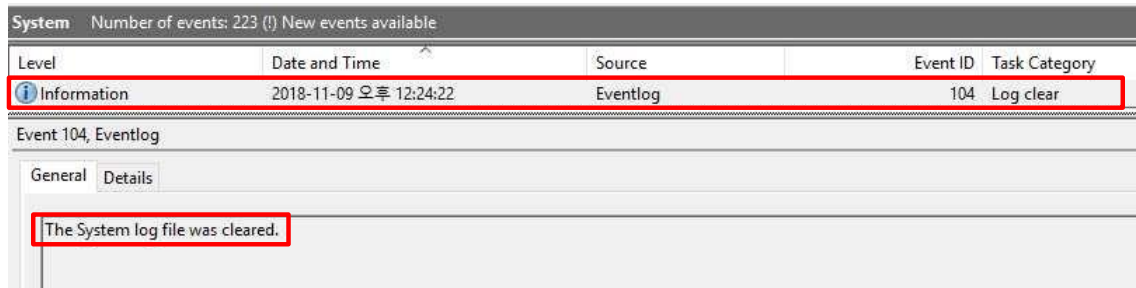 System Number of events: 223 (!) New events available
Level Date and Time Source Event ID Task Category
Information 2018-11-09 오후 12:24:22 Eventlog 104 Log clear
Event 104, Eventlog
General Details
The System log file was cleared.